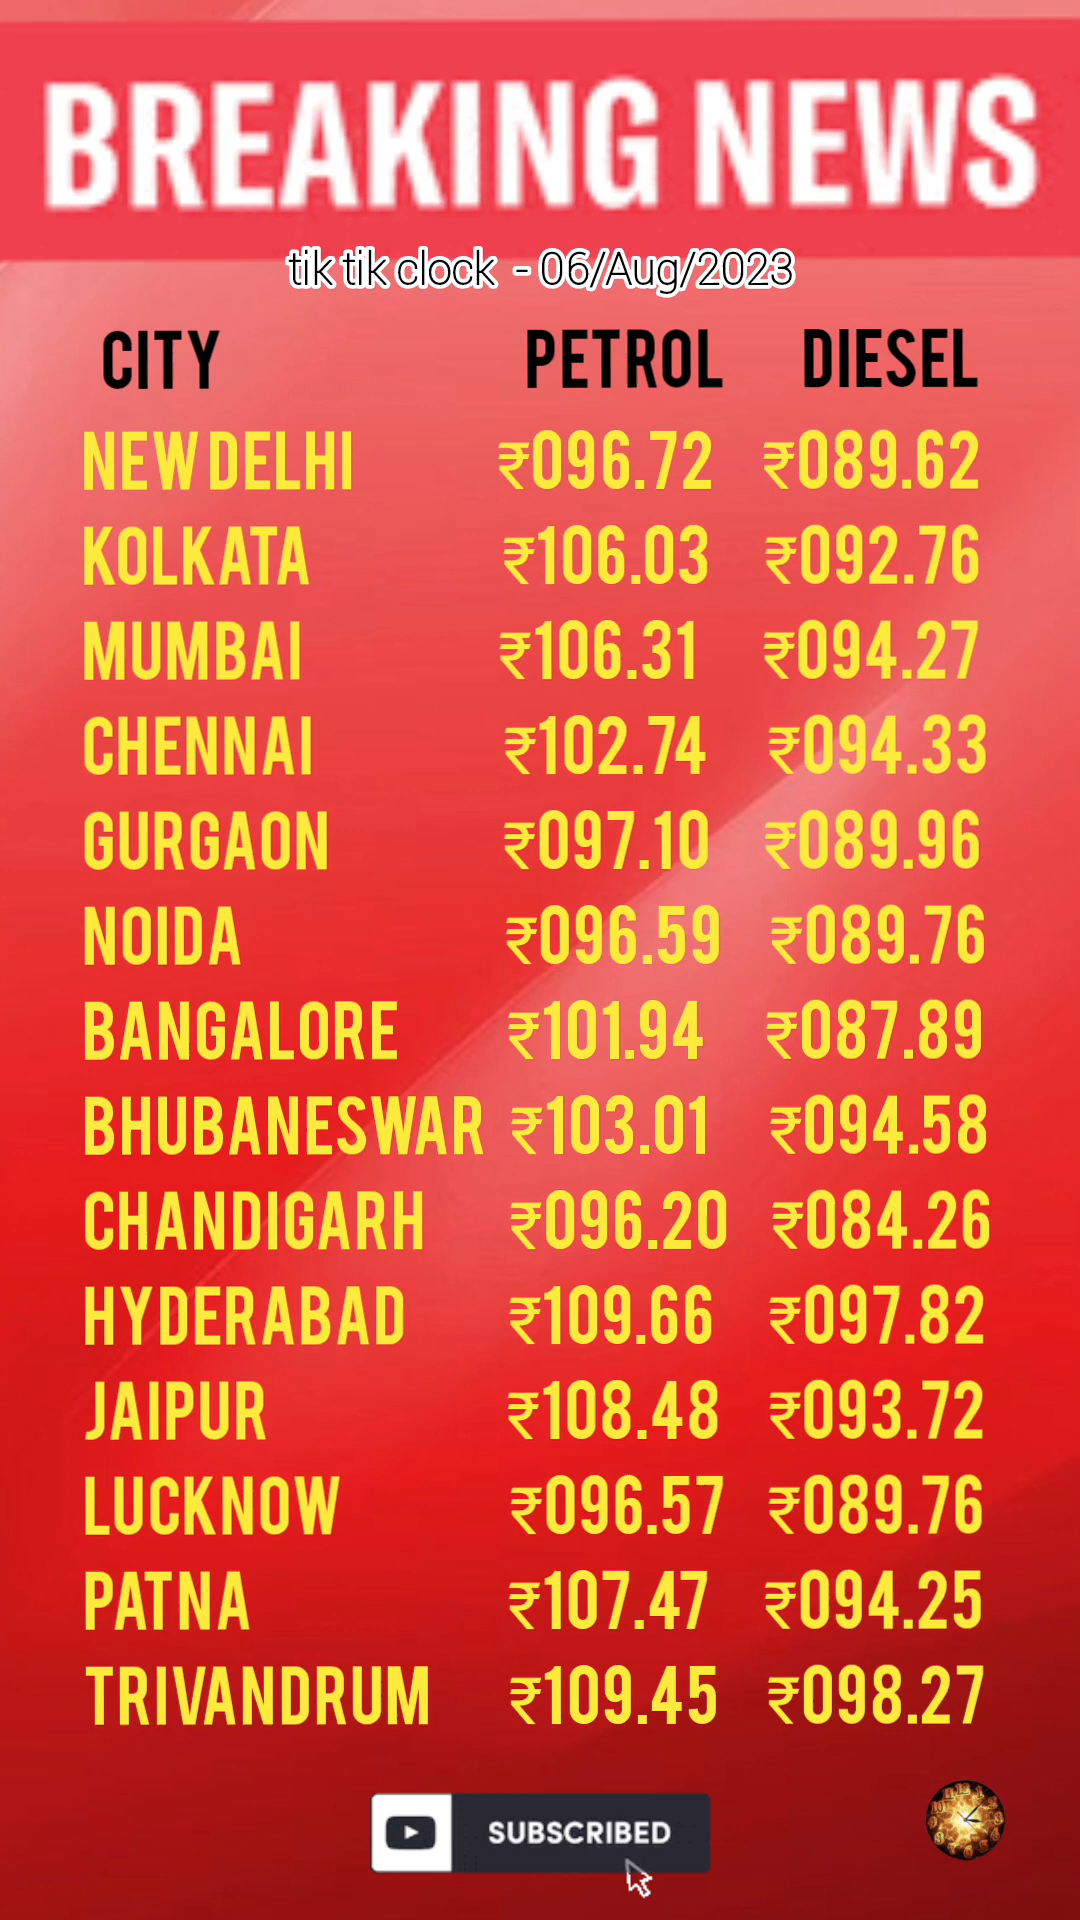 BREAKING NEWS
tik tik clock - 06/Aug/2023
CITY PETROL DIESEL
NEW DELHI ₹096.72 ₹089.62
KOLKATA ₹106.03 ₹092.76
MUMBAI ₹106.31 ₹094.27
CHENNAI ₹102.74 ₹094.33
GURGAON ₹097.10 ₹089.96
NOIDA ₹096.59 ₹089.76
BANGALORE ₹101.94 ₹087.89
BHUBANESWAR ₹103.01 ₹094.58
CHANDIGARH ₹096.20 ₹084.26
HYDERABAD ₹109.66 ₹097.82
JAIPUR ₹108.48 ₹093.72
LUCKNOW ₹096.57 ₹089.76
PATNA ₹107.47 ₹094.25
TRIVANDRUM ₹109.45 ₹098.27
SUBSCRIBED